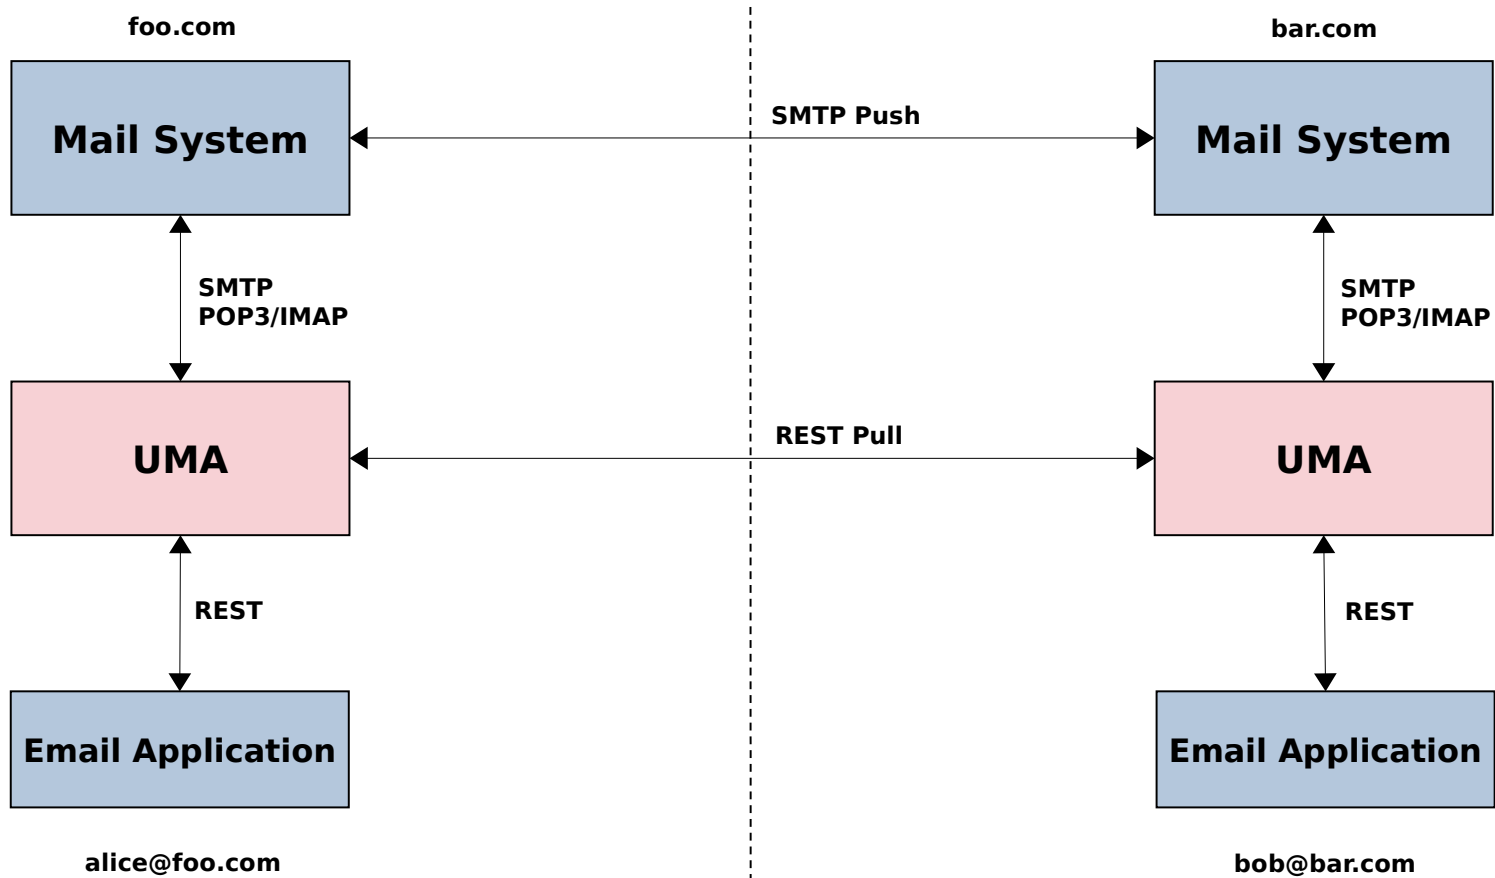 foo.com
bar.com
Mail System
SMTP Push
Mail System
SMTP
POP3/IMAP
SMTP
POP3/IMAP
UMA
REST Pull
UMA
REST
REST
Email Application
Email Application
alice@foo.com
bob@bar.com